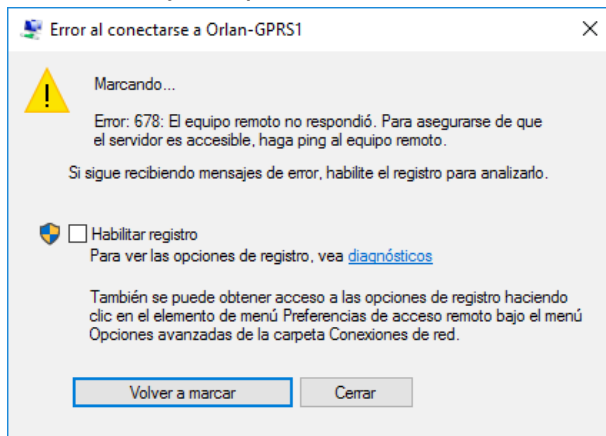 Error al conectarse a Orlan-GPRS1
Marcando...
Error: 678: El equipo remoto no respondió. Para asegurarse de que
el servidor es accesible, haga ping al equipo remoto.
Si sigue recibiendo mensajes de error, habilite el registro para analizarlo.
Habilitar registro
Para ver las opciones de registro, vea diagnósticos
También se puede obtener acceso a las opciones de registro haciendo
clic en el elemento de menú Preferencias de acceso remoto bajo el menú
Opciones avanzadas de la carpeta Conexiones de red.
Volver a marcar
Cerrar